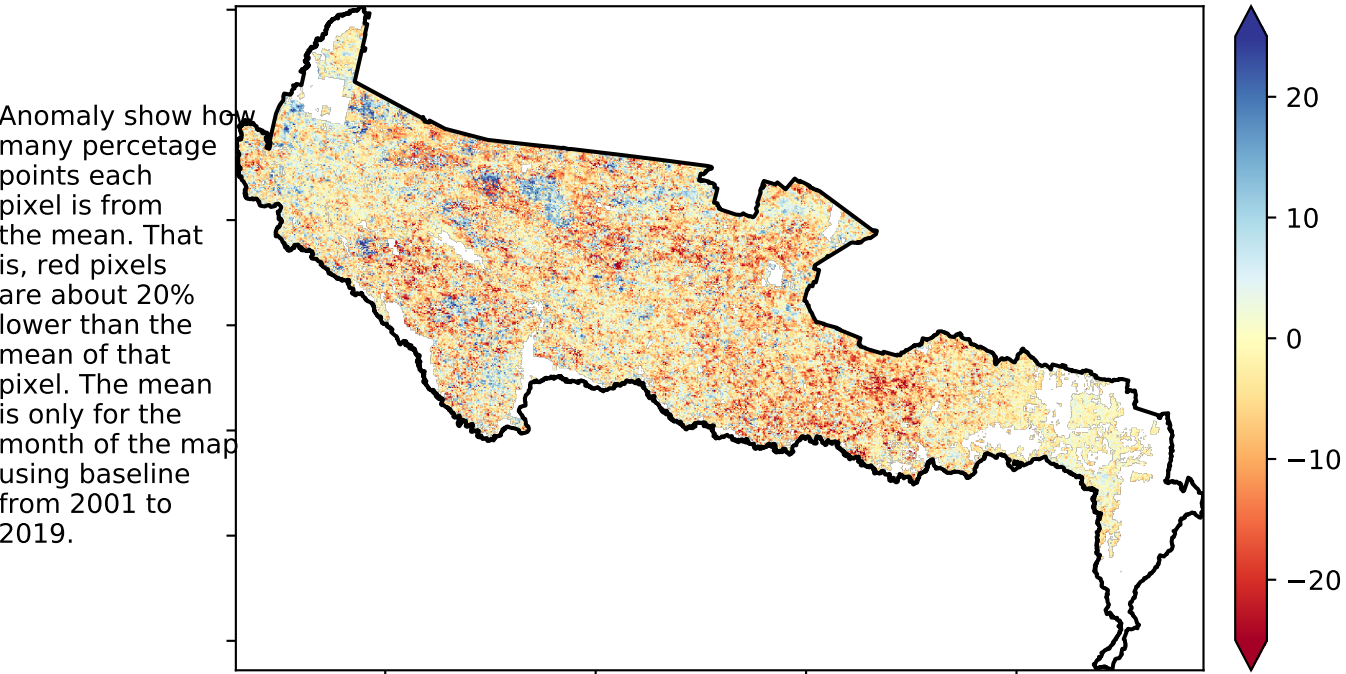 Anomaly show how
many percetage
points each
pixel is from
the mean. That
is, red pixels
are about 20%
lower than the
mean of that
pixel. The mean
is only for the
month of the map
using baseline
from 2001 to
2019.
20
10
0
−10
−20